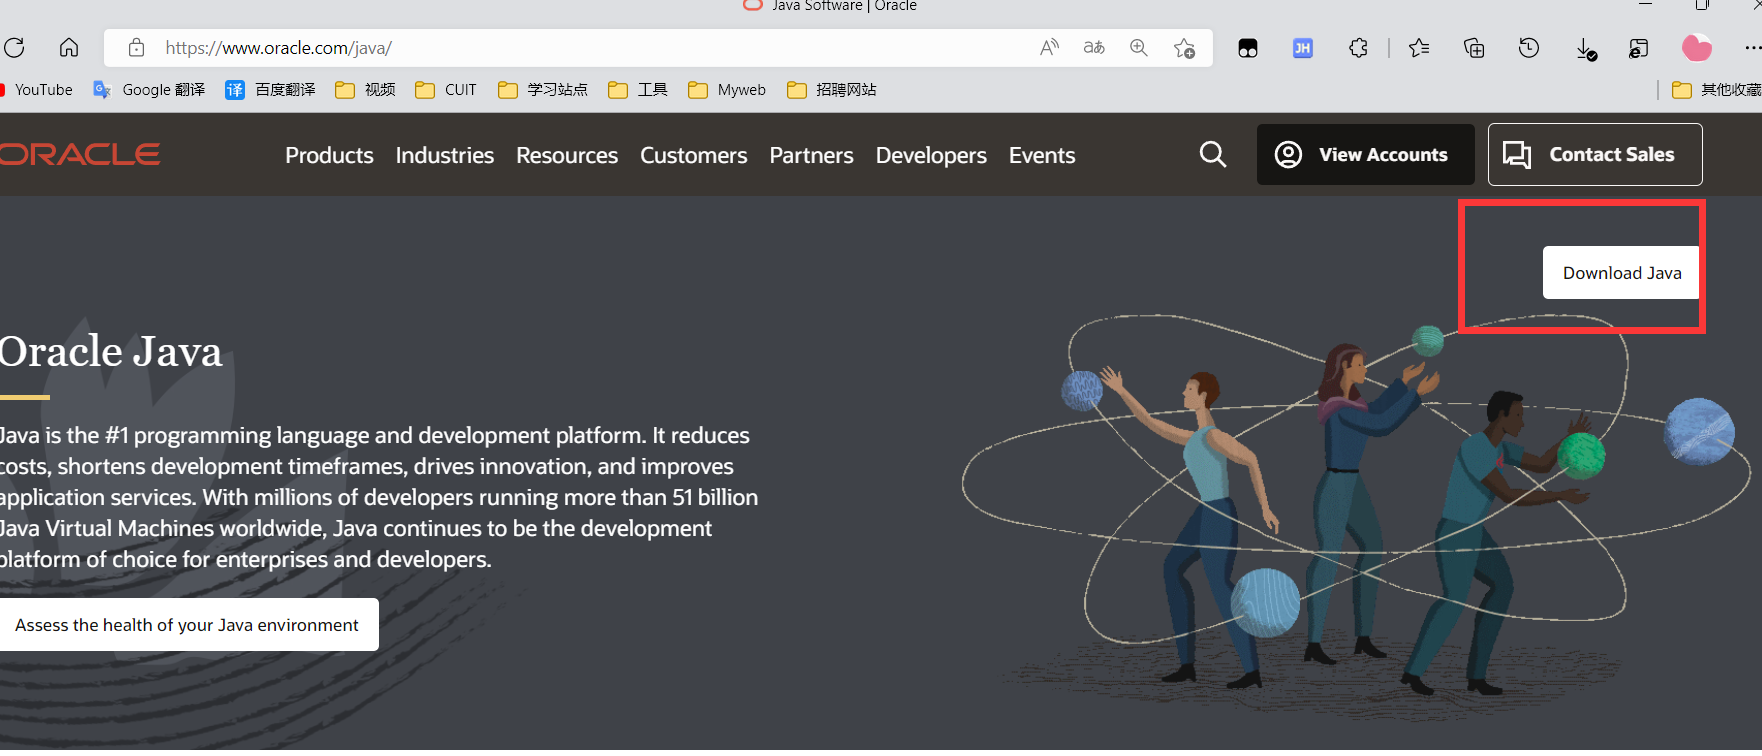 Java Software | Oracle
https://www.oracle.com/java/
A あ
JH
YouTube Google 翻译 译 百度翻译 视频 CUIT 学习站点 工具 Myweb 招聘网站 其他收藏
ORACLE Products Industries Resources Customers Partners Developers Events View Accounts Contact Sales
Download Java
Oracle Java
Java is the #1 programming language and development platform. It reduces
costs, shortens development timeframes, drives innovation, and improves
application services. With millions of developers running more than 51 billion
Java Virtual Machines worldwide, Java continues to be the development
platform of choice for enterprises and developers.
Assess the health of your Java environment